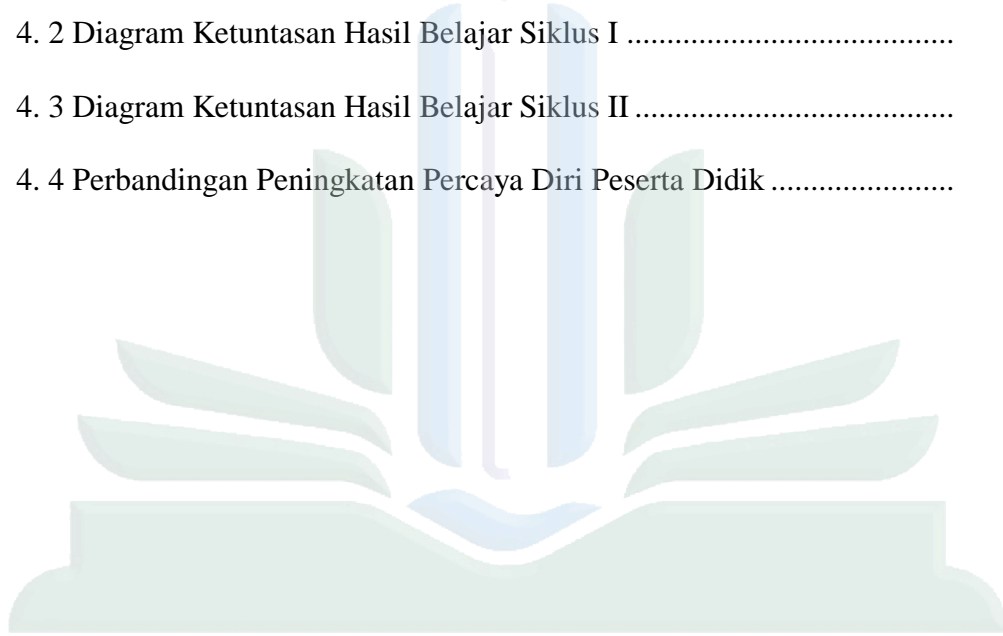 4. 2 Diagram Ketuntasan Hasil Belajar Siklus I .........................................
4. 3 Diagram Ketuntasan Hasil Belajar Siklus II ........................................
4. 4 Perbandingan Peningkatan Percaya Diri Peserta Didik .......................